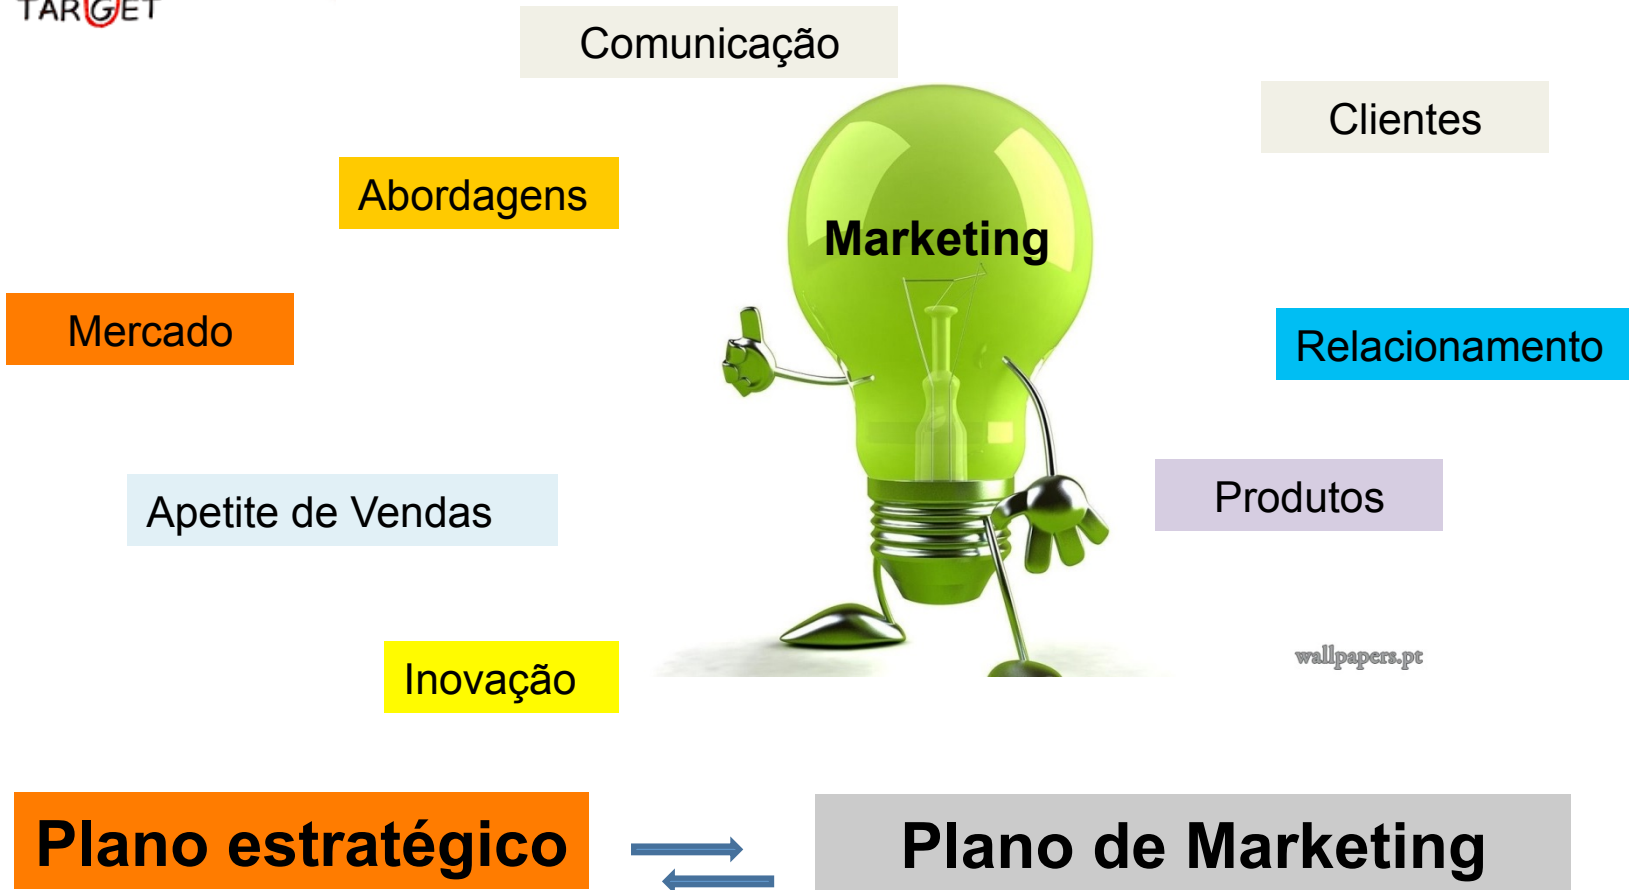 TARGET
Comunicação
Clientes
Abordagens
Marketing
Mercado
Relacionamento
Apetite de Vendas
Produtos
Inovação
wallpapers.pt
Plano estratégico
Plano de Marketing